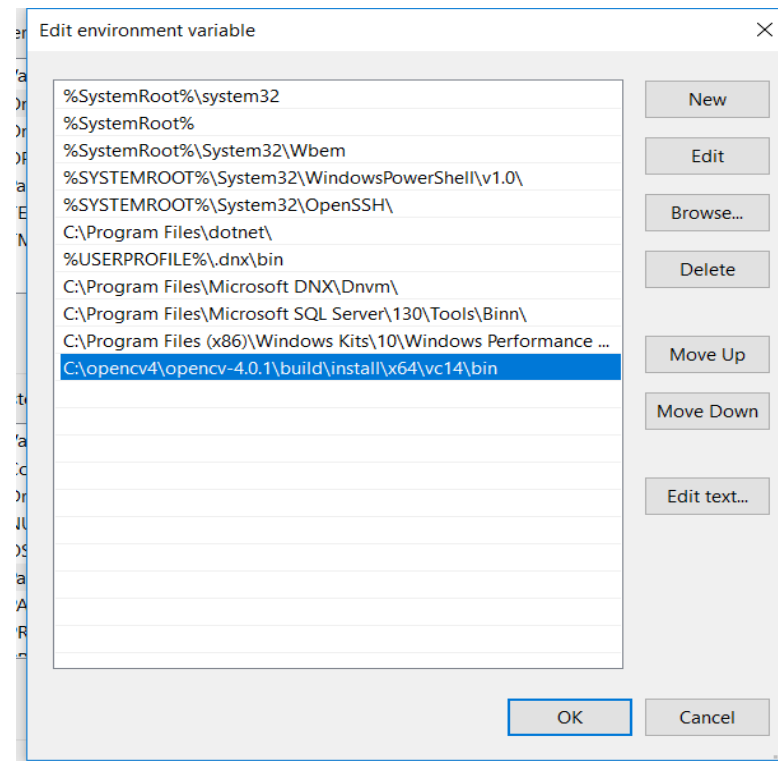 Edit environment variable
%SystemRoot%\system32
%SystemRoot%
%SystemRoot%\System32\Wbem
%SYSTEMROOT%\System32\WindowsPowerShell\v1.0\
%SYSTEMROOT%\System32\OpenSSH\
C:\Program Files\dotnet\
%USERPROFILE%\.dnx\bin
C:\Program Files\Microsoft DNX\Dnvm\
C:\Program Files\Microsoft SQL Server\130\Tools\Binn\
C:\Program Files (x86)\Windows Kits\10\Windows Performance ...
C:\opencv4\opencv-4.0.1\build\install\x64\vc14\bin
New
Edit
Browse...
Delete
Move Up
Move Down
Edit text...
OK
Cancel